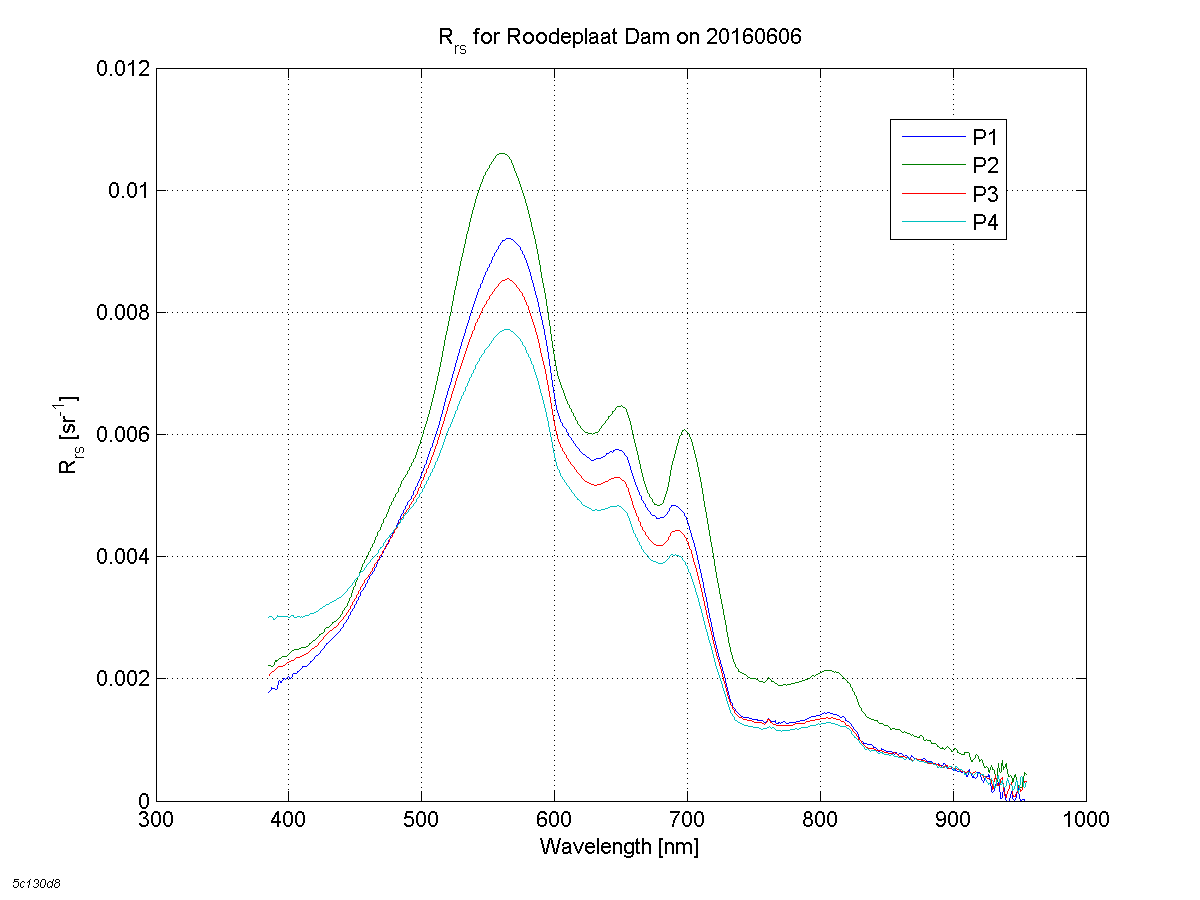 Rrs for Roodeplaat Dam on 20160606
0.012
0.01
0.008
0.006
0.004
0.002
0
Rrs [sr-1]
P1
P2
P3
P4
300 400 500 600 700 800 900 1000
Wavelength [nm]
5c130d8